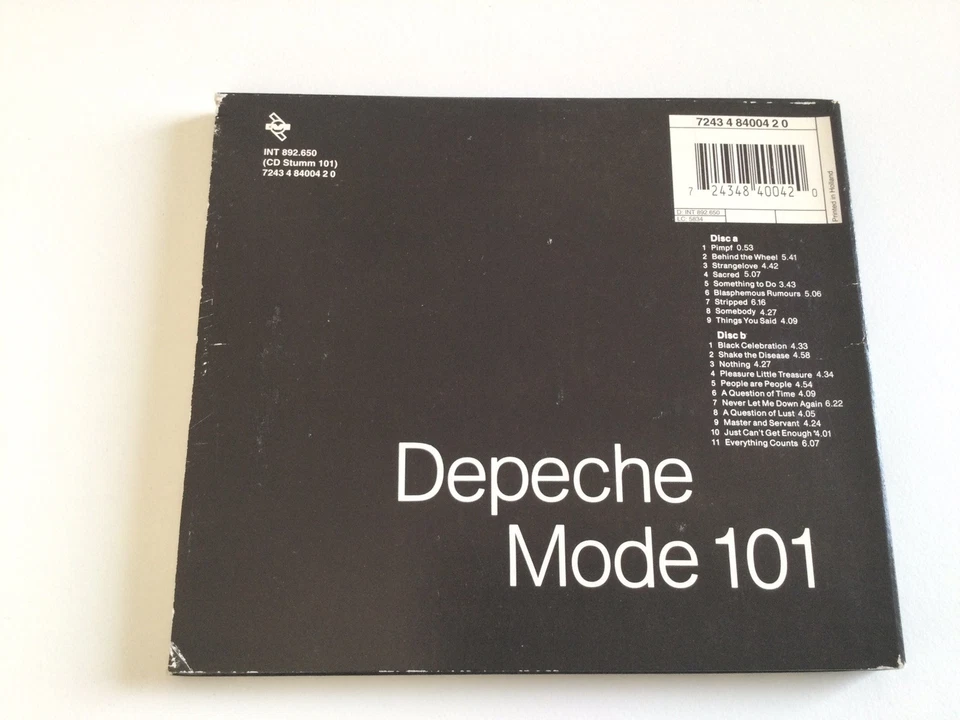 INT 892.650
(CD Stumm 101)
7243 4 84004 2 0
7243 4 84004 2 0
7 24348 40042 0
D: INT 892.650
LC 5834
Printed in Holland
Disc a
1 Pimpf 0.53
2 Behind the Wheel 5.41
3 Strangelove 4.42
4 Sacred 5.07
5 Something to Do 3.43
6 Blasphemous Rumours 5.06
7 Stripped 6.16
8 Somebody 4.27
9 Things You Said 4.09
Disc b
1 Black Celebration 4.33
2 Shake the Disease 4.58
3 Nothing 4.27
4 Pleasure Little Treasure 4.34
5 People are People 4.54
6 A Question of Time 4.09
7 Never Let Me Down Again 6.22
8 A Question of Lust 4.05
9 Master and Servant 4.24
10 Just Can't Get Enough 4.01
11 Everything Counts 6.07
Depeche
Mode 101